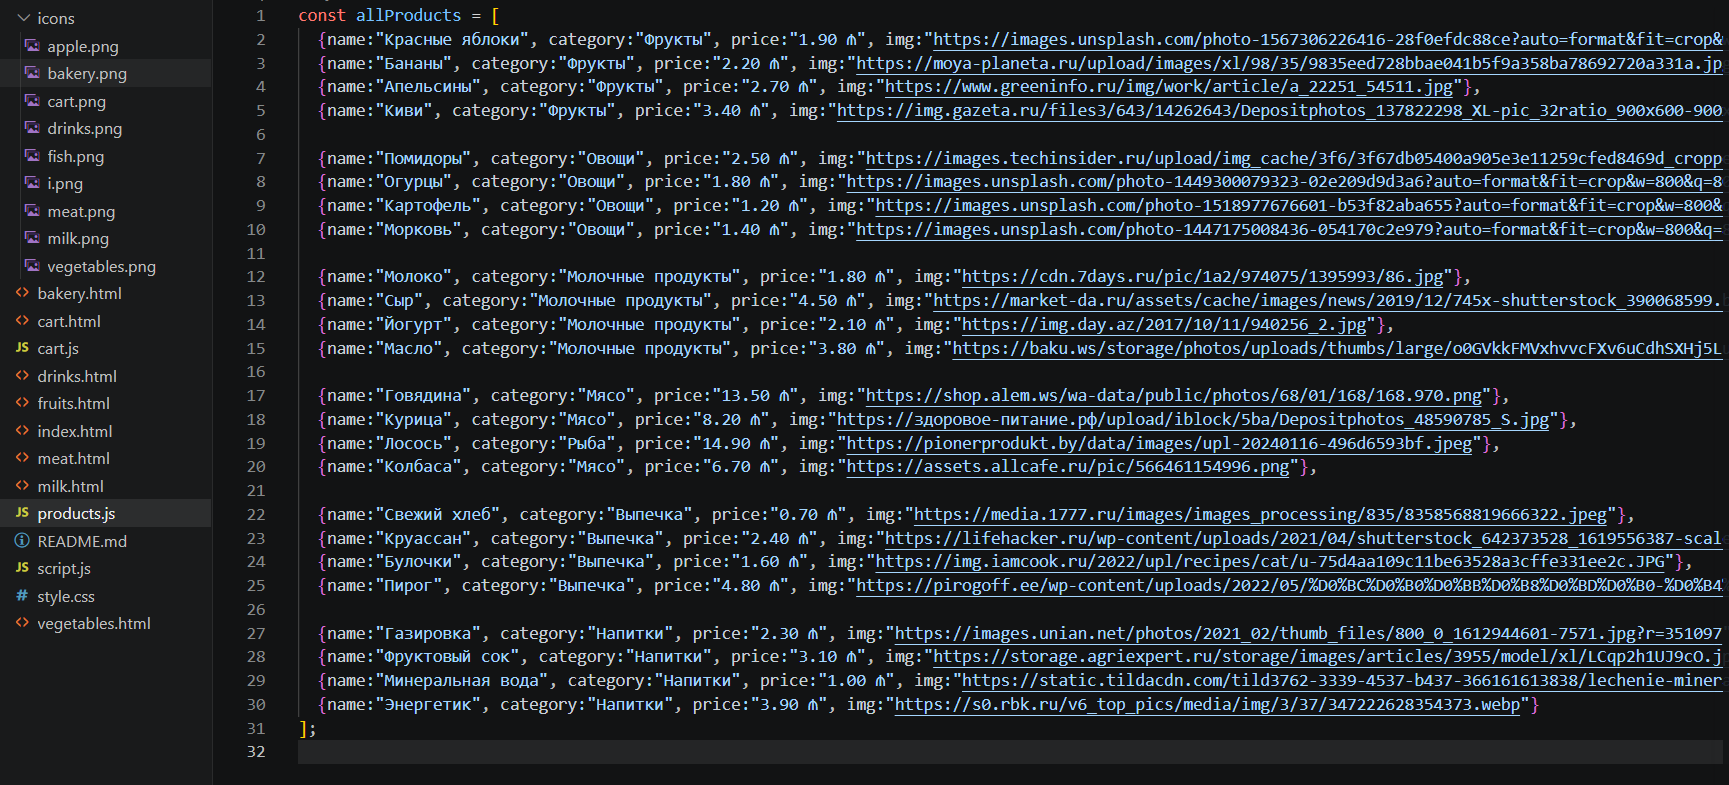 icons
apple.png
bakery.png
cart.png
drinks.png
fish.png
i.png
meat.png
milk.png
vegetables.png
bakery.html
cart.html
JS cart.js
drinks.html
fruits.html
index.html
meat.html
milk.html
JS products.js
README.md
JS script.js
# style.css
vegetables.html
1 const allProducts = [
2 {name:"Красные яблоки", category:"Фрукты", price:"1.90 ₼", img:"https://images.unsplash.com/photo-1567306226416-28f0efdc88ce?auto=format&fit=crop&
3 {name:"Бананы", category:"Фрукты", price:"2.20 ₼", img:"https://moya-planeta.ru/upload/images/xl/98/35/9835eed728bbae041b5f9a358ba78692720a331a.jp
4 {name:"Апельсины", category:"Фрукты", price:"2.70 ₼", img:"https://www.greeninfo.ru/img/work/article/a_22251_54511.jpg"},
5 {name:"Киви", category:"Фрукты", price:"3.40 ₼", img:"https://img.gazeta.ru/files3/643/14262643/Depositphotos_137822298_XL-pic_32ratio_900x600-900
6
7 {name:"Помидоры", category:"Овощи", price:"2.50 ₼", img:"https://images.techinsider.ru/upload/img_cache/3f6/3f67db05400a905e3e11259cfed8469d_cropp
8 {name:"Огурцы", category:"Овощи", price:"1.80 ₼", img:"https://images.unsplash.com/photo-1449300079323-02e209d9d3a6?auto=format&fit=crop&w=800&q=8
9 {name:"Картофель", category:"Овощи", price:"1.20 ₼", img:"https://images.unsplash.com/photo-1518977676601-b53f82aba655?auto=format&fit=crop&w=800&
10 {name:"Морковь", category:"Овощи", price:"1.40 ₼", img:"https://images.unsplash.com/photo-1447175008436-054170c2e979?auto=format&fit=crop&w=800&q=
11
12 {name:"Молоко", category:"Молочные продукты", price:"1.80 ₼", img:"https://cdn.7days.ru/pic/1a2/974075/1395993/86.jpg"},
13 {name:"Сыр", category:"Молочные продукты", price:"4.50 ₼", img:"https://market-da.ru/assets/cache/images/news/2019/12/745x-shutterstock_390068599.
14 {name:"Йогурт", category:"Молочные продукты", price:"2.10 ₼", img:"https://img.day.az/2017/10/11/940256_2.jpg"},
15 {name:"Масло", category:"Молочные продукты", price:"3.80 ₼", img:"https://baku.ws/storage/photos/uploads/thumbs/large/o0GVkkFMVxhvvcFXv6uCdhSXHj5L
16
17 {name:"Говядина", category:"Мясо", price:"13.50 ₼", img:"https://shop.alem.ws/wa-data/public/photos/68/01/168/168.970.png"},
18 {name:"Курица", category:"Мясо", price:"8.20 ₼", img:"https://здоровое-питание.рф/upload/iblock/5ba/Depositphotos_48590785_S.jpg"},
19 {name:"Лосось", category:"Рыба", price:"14.90 ₼", img:"https://pionerprodukt.by/data/images/upl-20240116-496d6593bf.jpeg"},
20 {name:"Колбаса", category:"Мясо", price:"6.70 ₼", img:"https://assets.allcafe.ru/pic/566461154996.png"},
21
22 {name:"Свежий хлеб", category:"Выпечка", price:"0.70 ₼", img:"https://media.1777.ru/images/images_processing/835/8358568819666322.jpeg"},
23 {name:"Круассан", category:"Выпечка", price:"2.40 ₼", img:"https://lifehacker.ru/wp-content/uploads/2021/04/shutterstock_642373528_1619556387-scal
24 {name:"Булочки", category:"Выпечка", price:"1.60 ₼", img:"https://img.iamcook.ru/2022/upl/recipes/cat/u-75d4aa109c11be63528a3cffe331ee2c.JPG"},
25 {name:"Пирог", category:"Выпечка", price:"4.80 ₼", img:"https://pirogoff.ee/wp-content/uploads/2022/05/%D0%BC%D0%B0%D0%BB%D0%B8%D0%BD%D0%B0-%D0%B4
26
27 {name:"Газировка", category:"Напитки", price:"2.30 ₼", img:"https://images.unian.net/photos/2021_02/thumb_files/800_0_1612944601-7571.jpg?r=351097
28 {name:"Фруктовый сок", category:"Напитки", price:"3.10 ₼", img:"https://storage.agriexpert.ru/storage/images/articles/3955/model/xl/LCqp2h1UJ9cO.j
29 {name:"Минеральная вода", category:"Напитки", price:"1.00 ₼", img:"https://static.tildacdn.com/tild3762-3339-4537-b437-366161613838/lechenie-miner
30 {name:"Энергетик", category:"Напитки", price:"3.90 ₼", img:"https://s0.rbk.ru/v6_top_pics/media/img/3/37/347222628354373.webp"}
31 ];
32